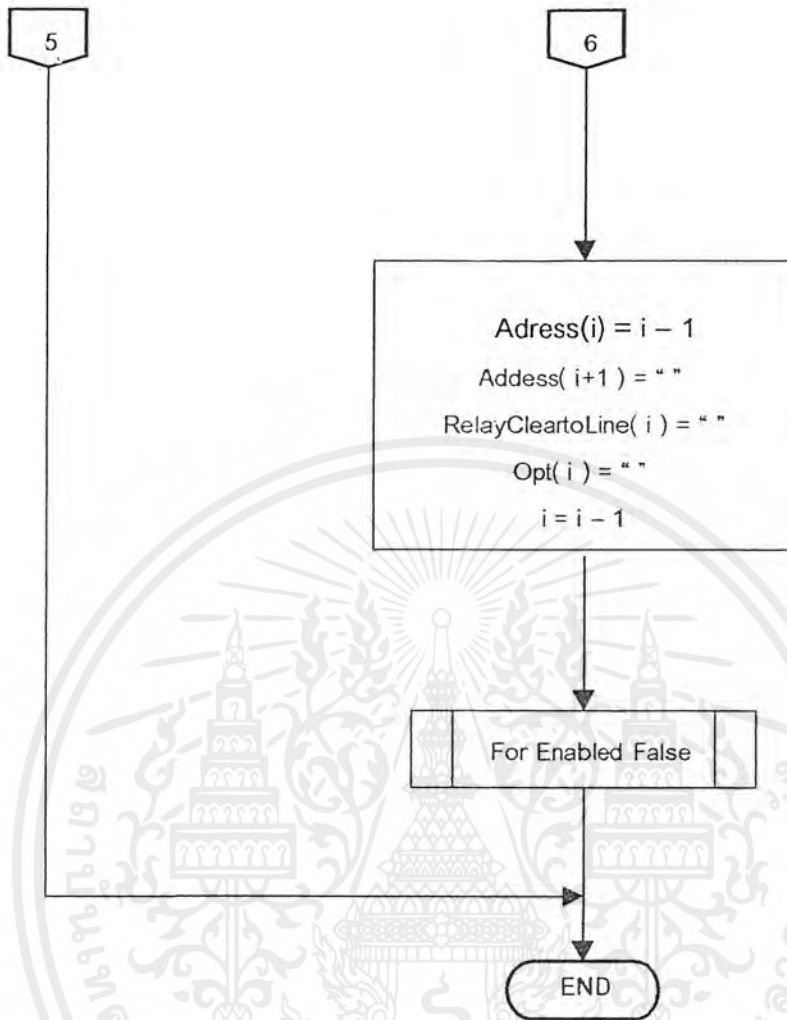 5
6
Adress(i) = i – 1
Addess( i+1 ) = “ ”
RelayCleartoLine( i ) = “ ”
Opt( i ) = “ ”
i = i – 1
For Enabled False
END